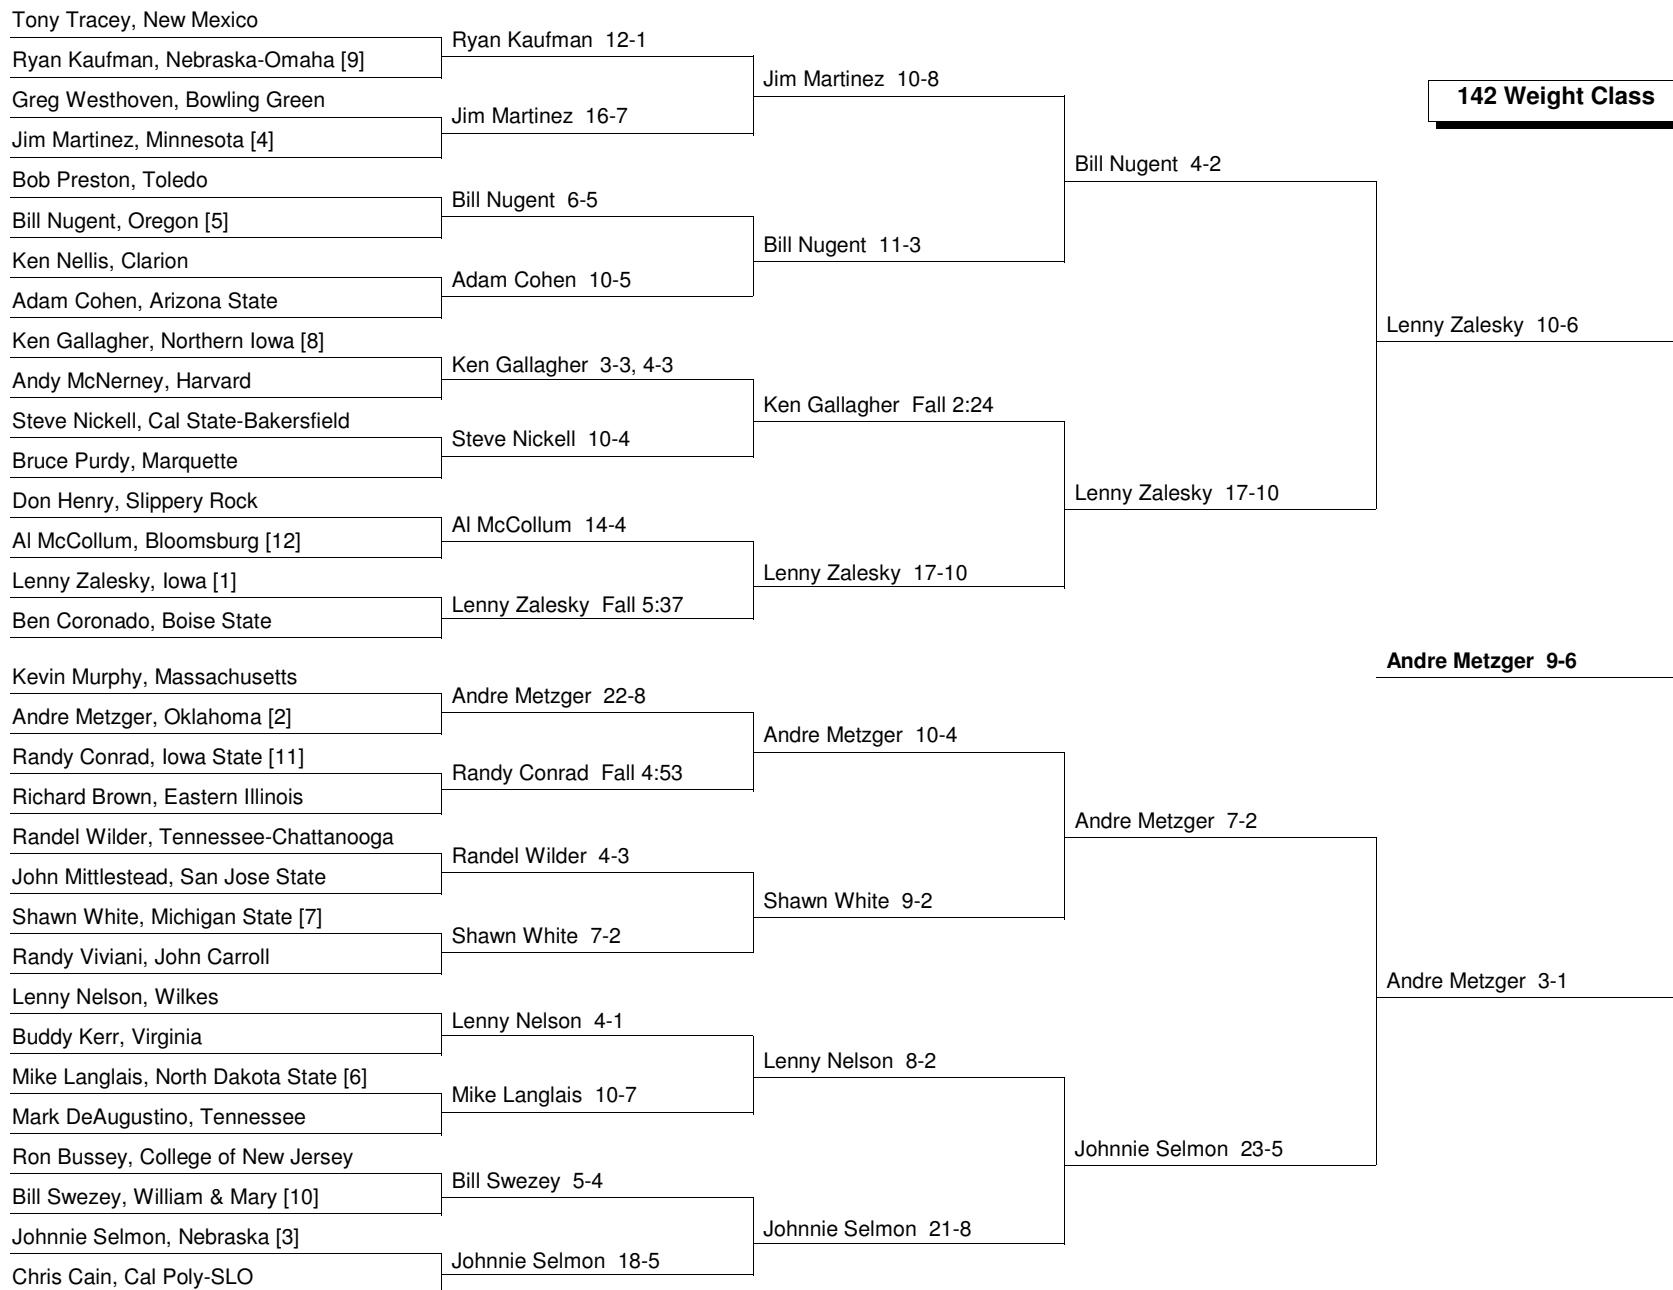 Tony Tracey, New Mexico
Ryan Kaufman, Nebraska-Omaha [9]
Greg Westhoven, Bowling Green
Jim Martinez, Minnesota [4]
Bob Preston, Toledo
Bill Nugent, Oregon [5]
Ken Nellis, Clarion
Adam Cohen, Arizona State
Ken Gallagher, Northern Iowa [8]
Andy McNerney, Harvard
Steve Nickell, Cal State-Bakersfield
Bruce Purdy, Marquette
Don Henry, Slippery Rock
Al McCollum, Bloomsburg [12]
Lenny Zalesky, Iowa [1]
Ben Coronado, Boise State
Kevin Murphy, Massachusetts
Andre Metzger, Oklahoma [2]
Randy Conrad, Iowa State [11]
Richard Brown, Eastern Illinois
Randel Wilder, Tennessee-Chattanooga
John Mittlestead, San Jose State
Shawn White, Michigan State [7]
Randy Viviani, John Carroll
Lenny Nelson, Wilkes
Buddy Kerr, Virginia
Mike Langlais, North Dakota State [6]
Mark DeAugustino, Tennessee
Ron Bussey, College of New Jersey
Bill Swezey, William & Mary [10]
Johnnie Selmon, Nebraska [3]
Chris Cain, Cal Poly-SLO
Ryan Kaufman 12-1
Jim Martinez 16-7
Bill Nugent 6-5
Adam Cohen 10-5
Ken Gallagher 3-3, 4-3
Steve Nickell 10-4
Al McCollum 14-4
Lenny Zalesky Fall 5:37
Andre Metzger 22-8
Randy Conrad Fall 4:53
Randel Wilder 4-3
Shawn White 7-2
Lenny Nelson 4-1
Mike Langlais 10-7
Bill Swezey 5-4
Johnnie Selmon 18-5
Jim Martinez 10-8
Bill Nugent 11-3
Ken Gallagher Fall 2:24
Lenny Zalesky 17-10
Andre Metzger 10-4
Shawn White 9-2
Lenny Nelson 8-2
Johnnie Selmon 21-8
Bill Nugent 4-2
Lenny Zalesky 17-10
Andre Metzger 7-2
Johnnie Selmon 23-5
142 Weight Class
Lenny Zalesky 10-6
Andre Metzger 9-6
Andre Metzger 3-1